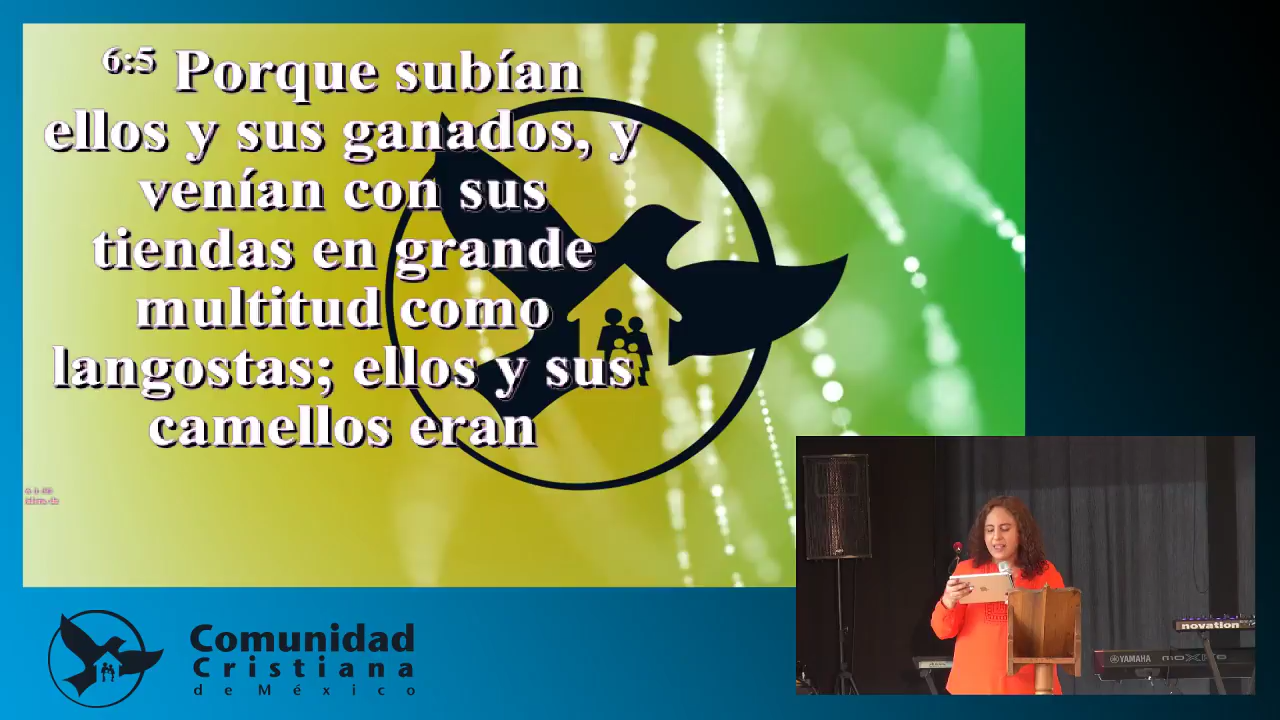 6:5 Porque subían
ellos y sus ganados, y
venían con sus
tiendas en grande
multitud como
langostas; ellos y sus
camellos eran
Comunidad
Cristiana
de México
novation
YAMAHA MOXF8